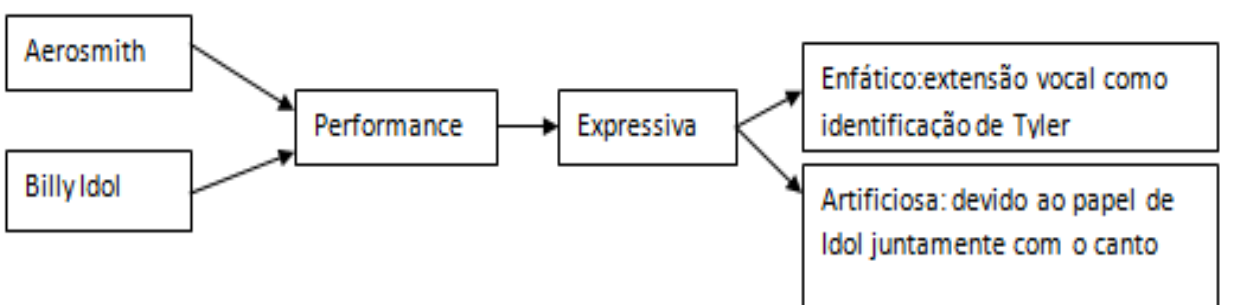 Aerosmith
Billy Idol
Performance
Expressiva
Enfático:extensão vocal como
identificação de Tyler
Artificiosa: devido ao papel de
Idol juntamente com o canto